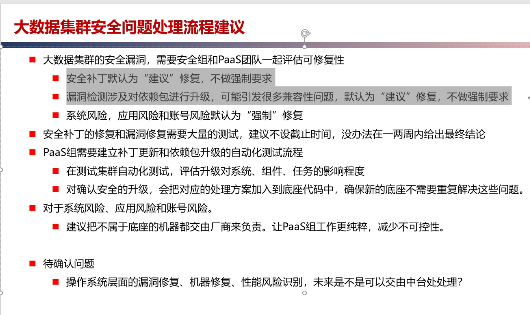 大数据集群安全问题处理流程建议
大数据集群的安全漏洞，需要安全组和PaaS团队一起评估可修复性
安全补丁默认为“建议”修复，不做强制要求
漏洞检测涉及对依赖包进行升级，可能引发很多兼容性问题，默认为“建议”修复，不做强制要求
系统风险，应用风险和账号风险默认为“强制”修复
安全补丁的修复和漏洞修复需要大量的测试，建议不设截止时间，没办法在一两周内给出最终结论
PaaS组需要建立补丁更新和依赖包升级的自动化测试流程
在测试集群自动化测试，评估升级对系统、组件、任务的影响程度
对确认安全的升级，会把对应的处理方案加入到底座代码中，确保新的底座不需要重复解决这些问题。
对于系统风险、应用风险和账号风险。
建议把不属于底座的机器都交由厂商来负责。让PaaS组工作更纯粹，减少不可控性。
待确认问题
操作系统层面的漏洞修复、机器修复、性能风险识别，未来是不是可以交由中台处处理？